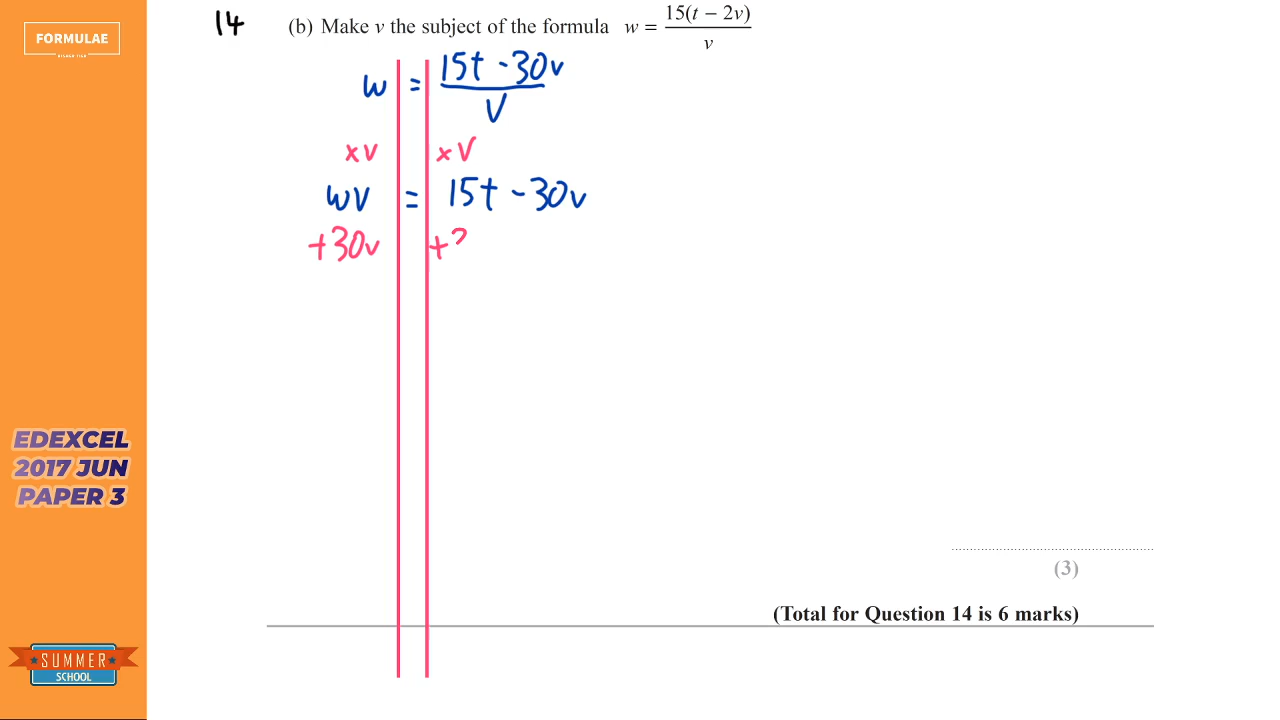 FORMULAE
EDEXCEL
2017 JUN
PAPER 3
SUMMER
SCHOOL
14 (b) Make v the subject of the formula w = 15(t − 2v) / v
w = 15t - 30v / v
×v ×v
wv = 15t - 30v
+30v +
(3)
(Total for Question 14 is 6 marks)